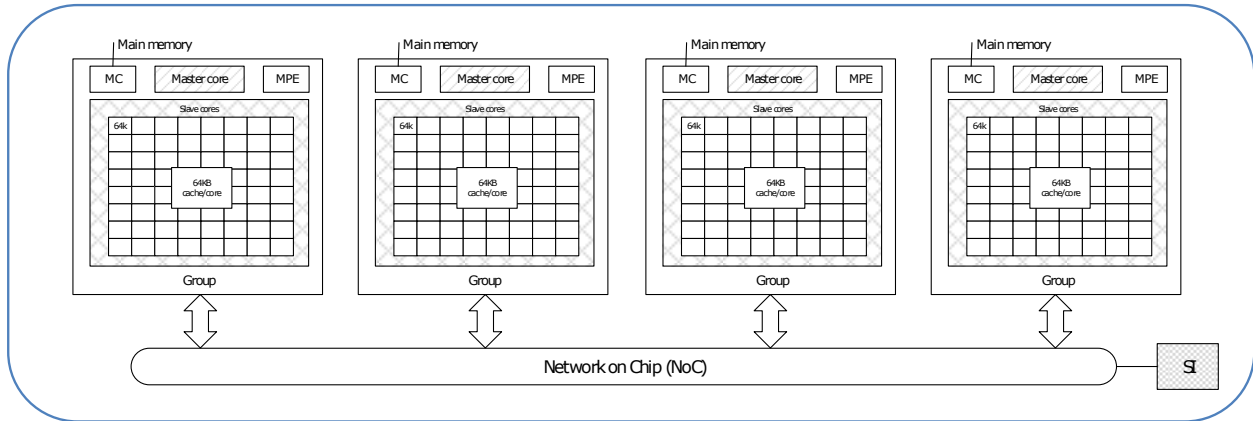 Main memory
Main memory
Main memory
Main memory
MC
Master core
MPE
MC
Master core
MPE
MC
Master core
MPE
MC
Master core
MPE
Slave cores
Slave cores
Slave cores
Slave cores
64k
64k
64k
64k
64KB
cache/core
64KB
cache/core
64KB
cache/core
64KB
cache/core
Group
Group
Group
Group
Network on Chip (NoC)
SI